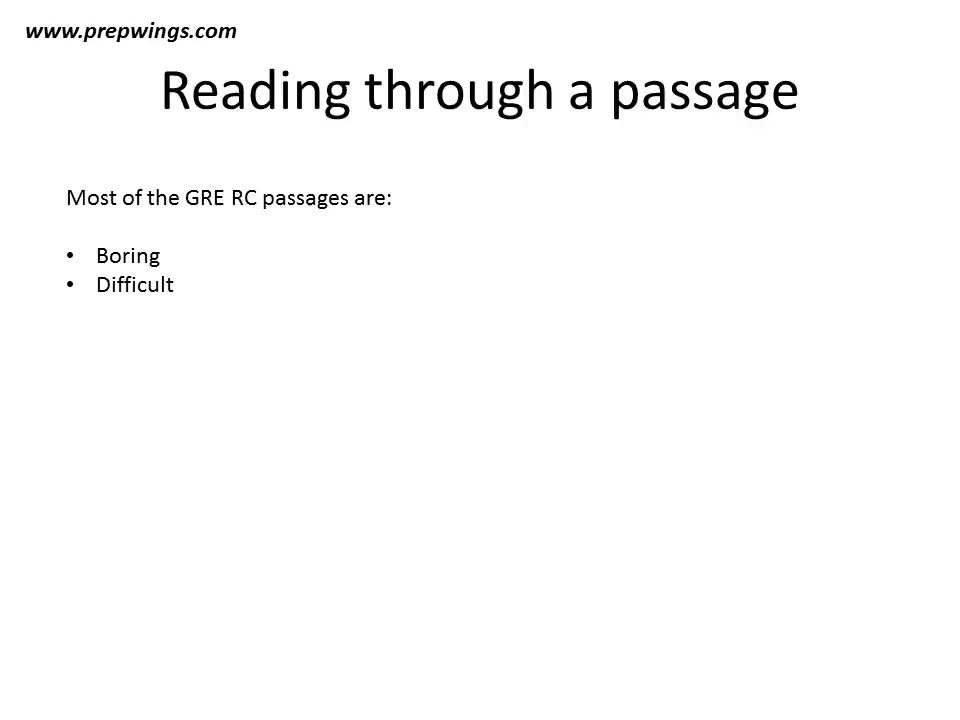 www.prepwings.com
Reading through a passage
Most of the GRE RC passages are:
• Boring
• Difficult